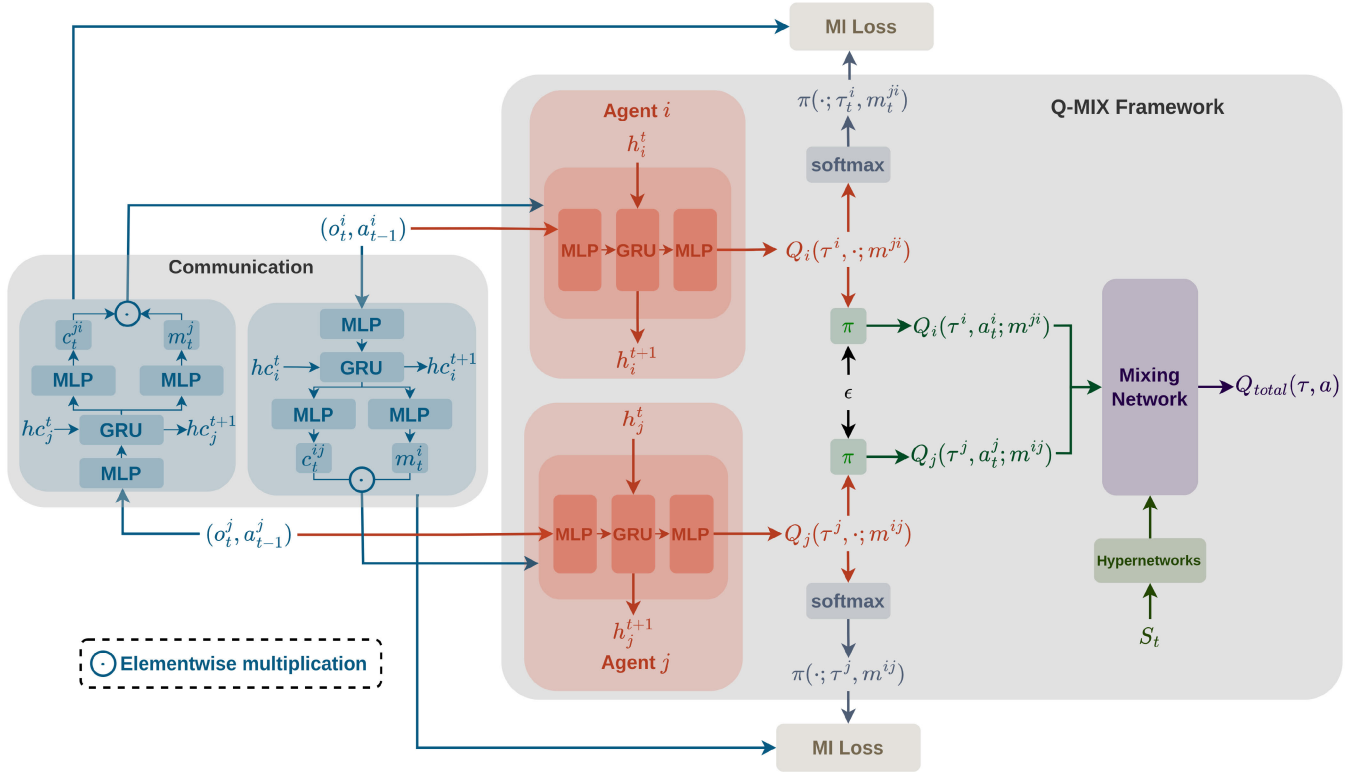 MI Loss
π(·; τ_t^i, m_t^{ji})
Q-MIX Framework
softmax
Agent i
h_i^t
MLP
GRU
MLP
h_i^{t+1}
(o_t^i, a_{t-1}^i)
Q_i(τ^i, ·; m^{ji})
Communication
c_t^{ji}
m_t^j
MLP
MLP
hc_j^t
GRU
hc_j^{t+1}
MLP
MLP
hc_i^t
GRU
hc_i^{t+1}
MLP
MLP
c_t^{ij}
m_t^i
π
Q_i(τ^i, a_t^i; m^{ji})
ϵ
π
Q_j(τ^j, a_t^j; m^{ij})
Mixing
Network
Q_{total}(τ, a)
Hypernetworks
S_t
(o_t^j, a_{t-1}^j)
h_j^t
MLP
GRU
MLP
h_j^{t+1}
Agent j
Q_j(τ^j, ·; m^{ij})
softmax
π(·; τ^j, m^{ij})
MI Loss
Elementwise multiplication